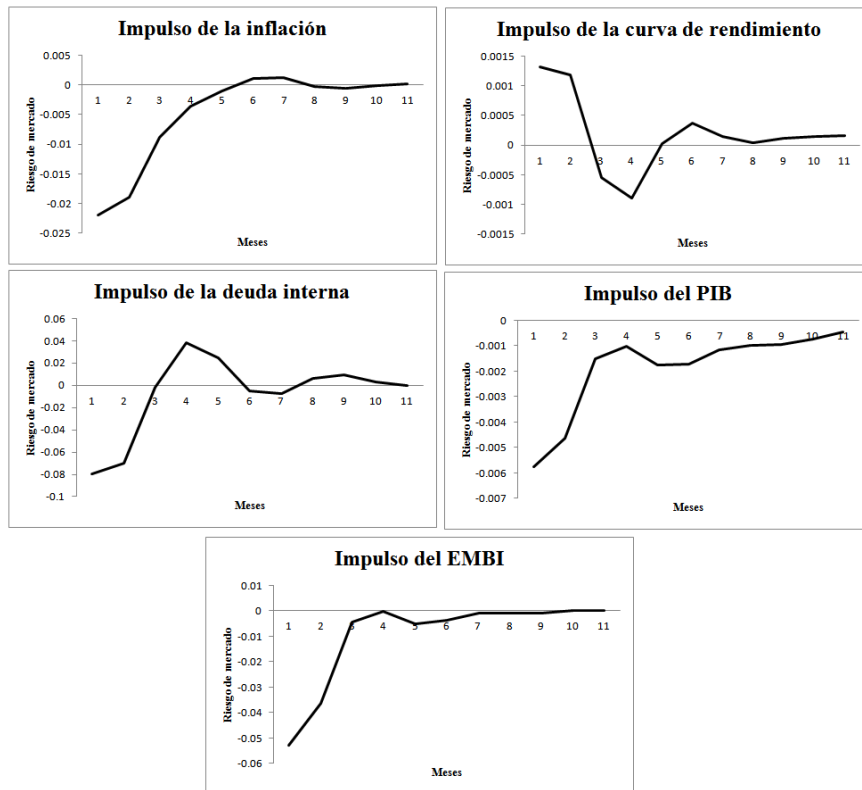 Impulso de la inflación
0.005
0
-0.005
-0.01
-0.015
-0.02
-0.025
1 2 3 4 5 6 7 8 9 10 11
Riesgo de mercado
Meses
Impulso de la curva de rendimiento
0.0015
0.001
0.0005
0
-0.0005
-0.001
-0.0015
1 2 3 4 5 6 7 8 9 10 11
Riesgo de mercado
Meses
Impulso de la deuda interna
0.06
0.04
0.02
0
-0.02
-0.04
-0.06
-0.08
-0.1
1 2 3 4 5 6 7 8 9 10 11
Riesgo de mercado
Meses
Impulso del PIB
0
-0.001
-0.002
-0.003
-0.004
-0.005
-0.006
-0.007
1 2 3 4 5 6 7 8 9 10 11
Riesgo de mercado
Meses
Impulso del EMBI
0.01
0
-0.01
-0.02
-0.03
-0.04
-0.05
-0.06
1 2 3 4 5 6 7 8 9 10 11
Riesgo de mercado
Meses